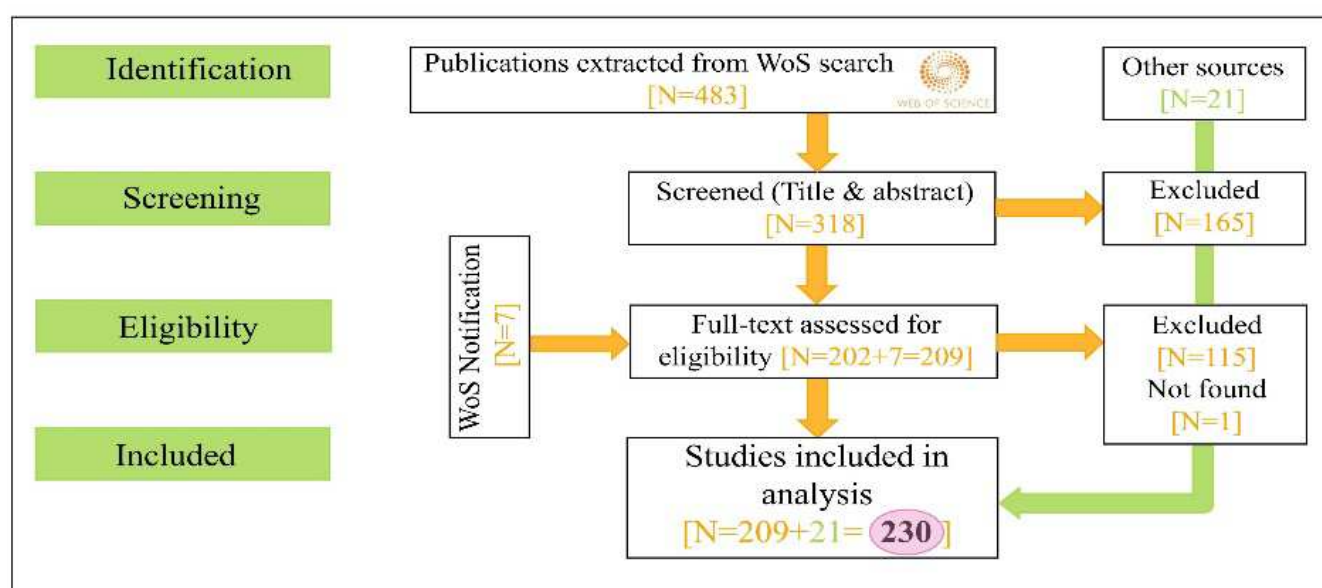 Identification
Publications extracted from WoS search
[N=483]
WEB OF SCIENCE
Other sources
[N=21]
Screening
Screened (Title & abstract)
[N=318]
Excluded
[N=165]
WoS Notification
[N=7]
Eligibility
Full-text assessed for
eligibility [N=202+7=209]
Excluded
[N=115]
Not found
[N=1]
Included
Studies included in
analysis
[N=209+21= 230]